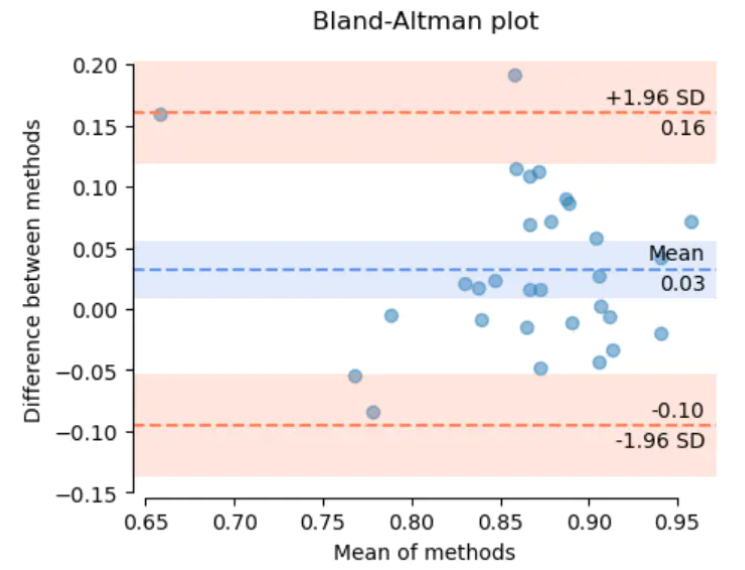 Bland-Altman plot
Difference between methods
0.20
0.15
0.10
0.05
0.00
−0.05
−0.10
−0.15
+1.96 SD
0.16
Mean
0.03
-0.10
-1.96 SD
0.65 0.70 0.75 0.80 0.85 0.90 0.95
Mean of methods